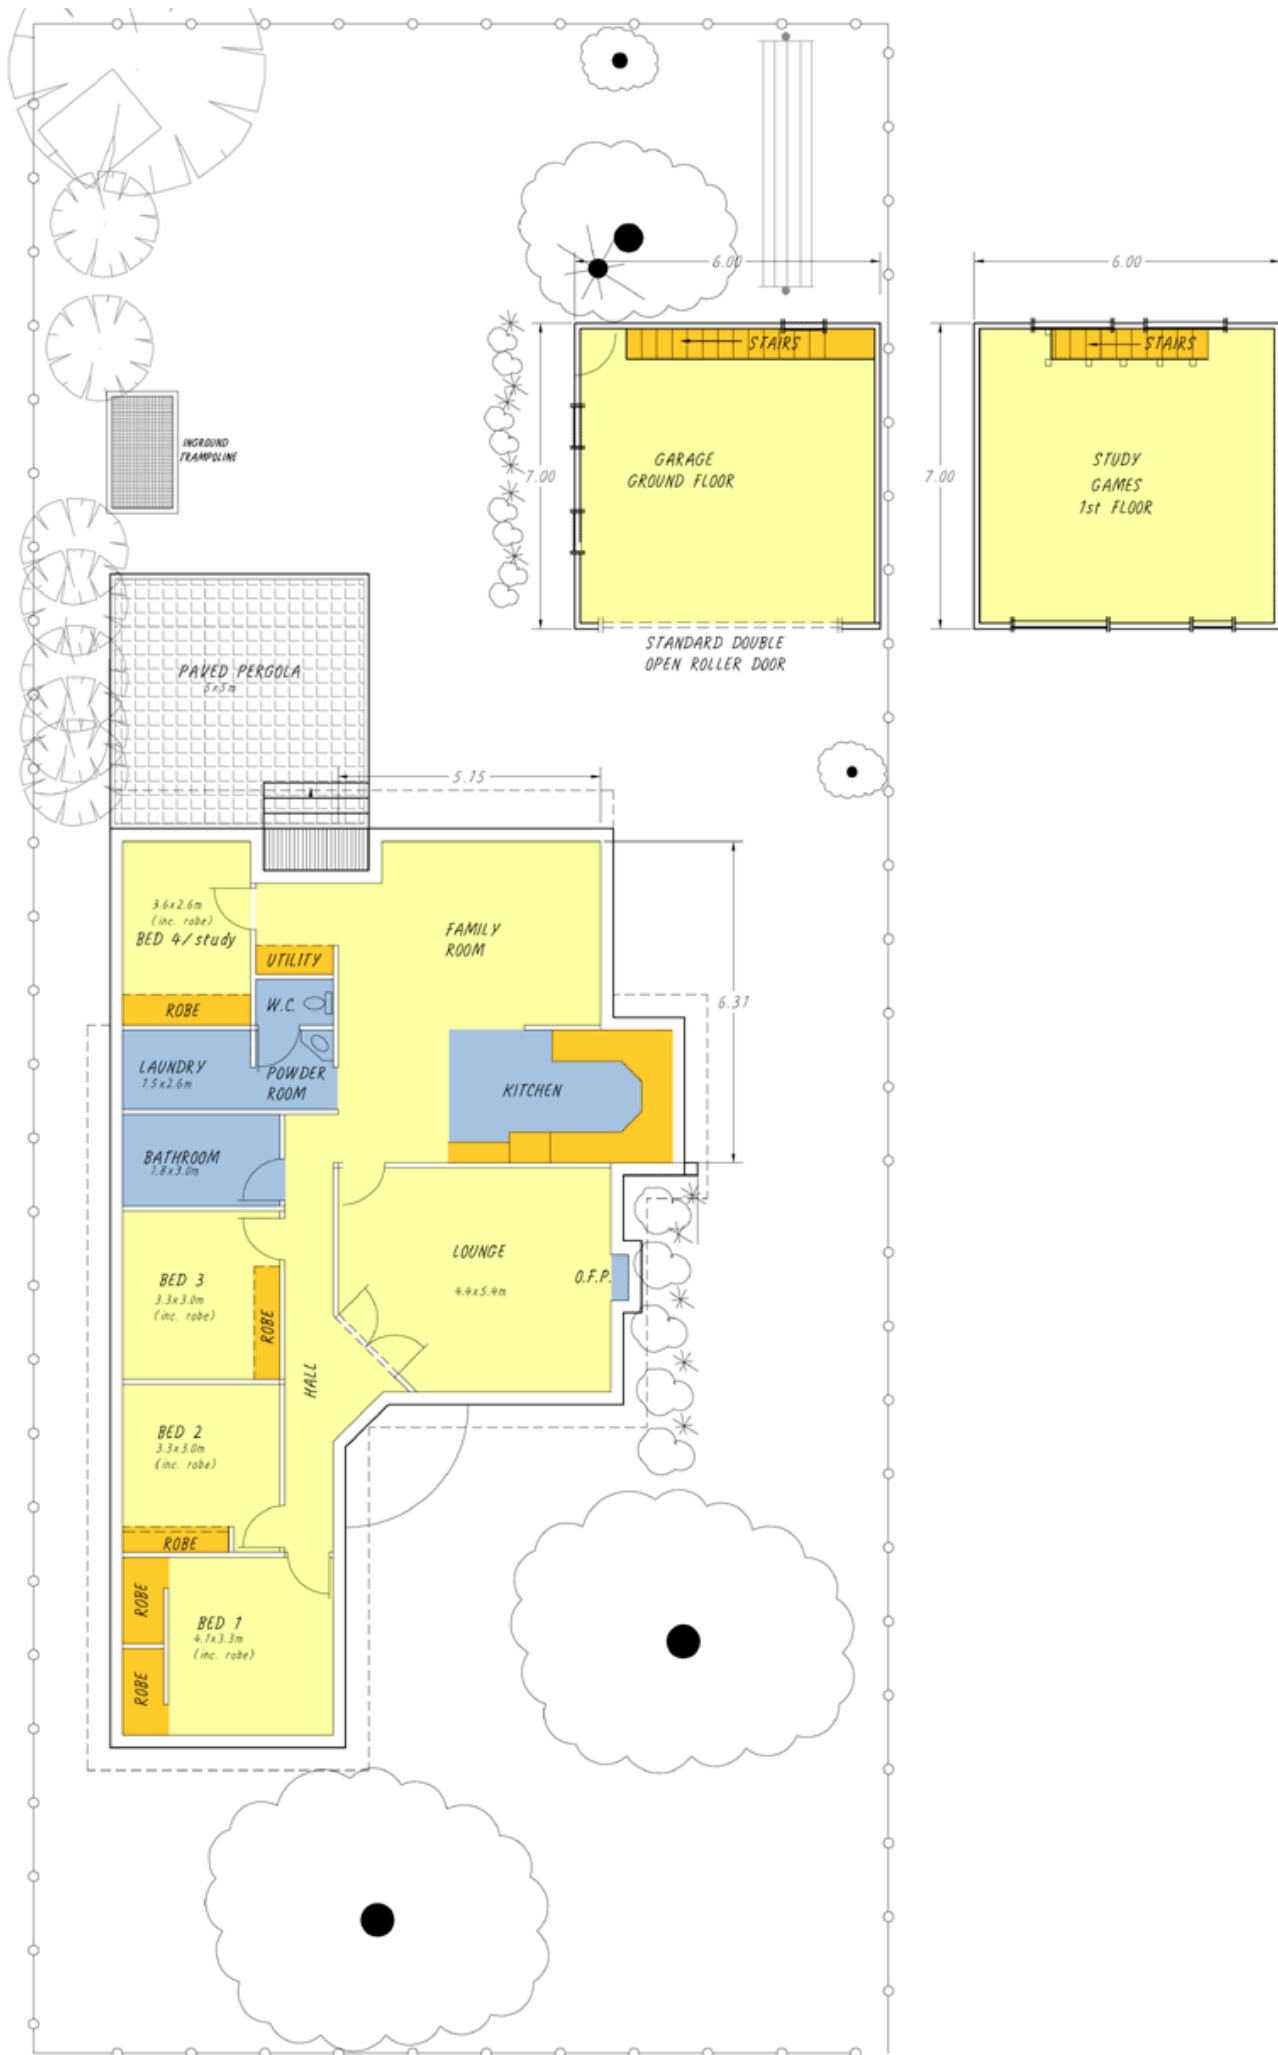 6.00
6.00
STAIRS
STAIRS
INGROUND
TRAMPOLINE
7.00
GARAGE
GROUND FLOOR
7.00
STUDY
GAMES
1st FLOOR
STANDARD DOUBLE
OPEN ROLLER DOOR
PAVED PERGOLA
5x5m
5.15
3.6x2.6m
(inc. robe)
BED 4/study
FAMILY
ROOM
UTILITY
ROBE
W.C.
6.37
LAUNDRY
1.5x2.6m
POWDER
ROOM
KITCHEN
BATHROOM
1.8x3.0m
LOUNGE
4.4x5.4m
O.F.P.
BED 3
3.3x3.0m
(inc. robe)
ROBE
HALL
BED 2
3.3x3.0m
(inc. robe)
ROBE
ROBE
BED 1
4.1x3.3m
(inc. robe)
ROBE